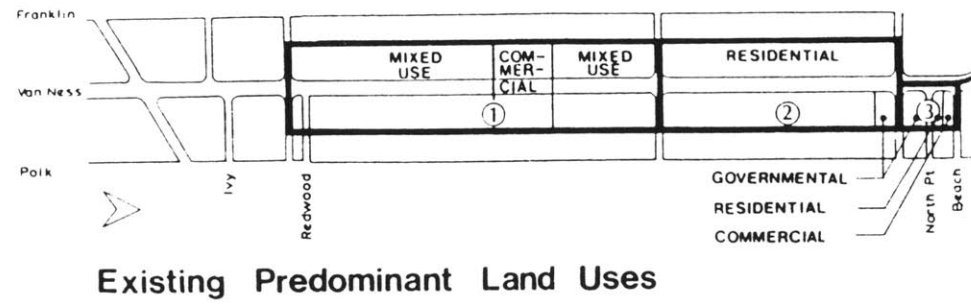 Franklin
Van Ness
Polk
Ivy
Redwood
MIXED
USE
COM-
MER-
CIAL
MIXED
USE
RESIDENTIAL
1
2
3
GOVERNMENTAL
RESIDENTIAL
COMMERCIAL
North Pt
Beach
Existing Predominant Land Uses